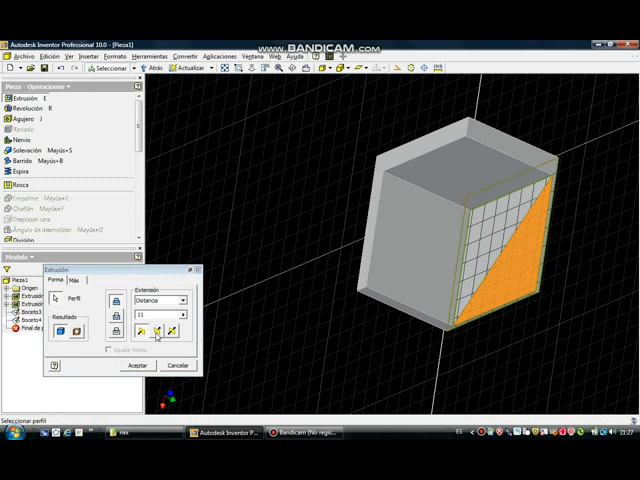 WWW.BANDICAM.COM
Autodesk Inventor Professional 10.0 - [Pieza1]
Archivo Edición Ver Insertar Formato Herramientas Convertir Aplicaciones Ventana Web Ayuda
Seleccionar Actualizar
Pieza - Operaciones
Extrusión E
Revolución R
Agujero J
Vaciado
Nervio
Solevación Mayús+S
Barrido Mayús+B
Espira
Rosca
Empalme Mayús+E
Chaflán Mayús+F
Desplazar cara
Ángulo de desmoldeo Mayús+D
División
Modelo
Pieza1
Origen
Extrusión
Extrusión
Boceto3
Boceto4
Final de p
Extrusión
Forma Más
Perfil
Resultado
Extensión
Distancia
11
Ajustar forma
Aceptar Cancelar
Seleccionar perfil
nex
Autodesk Inventor P...
Bandicam [No regis...
ES
21:27